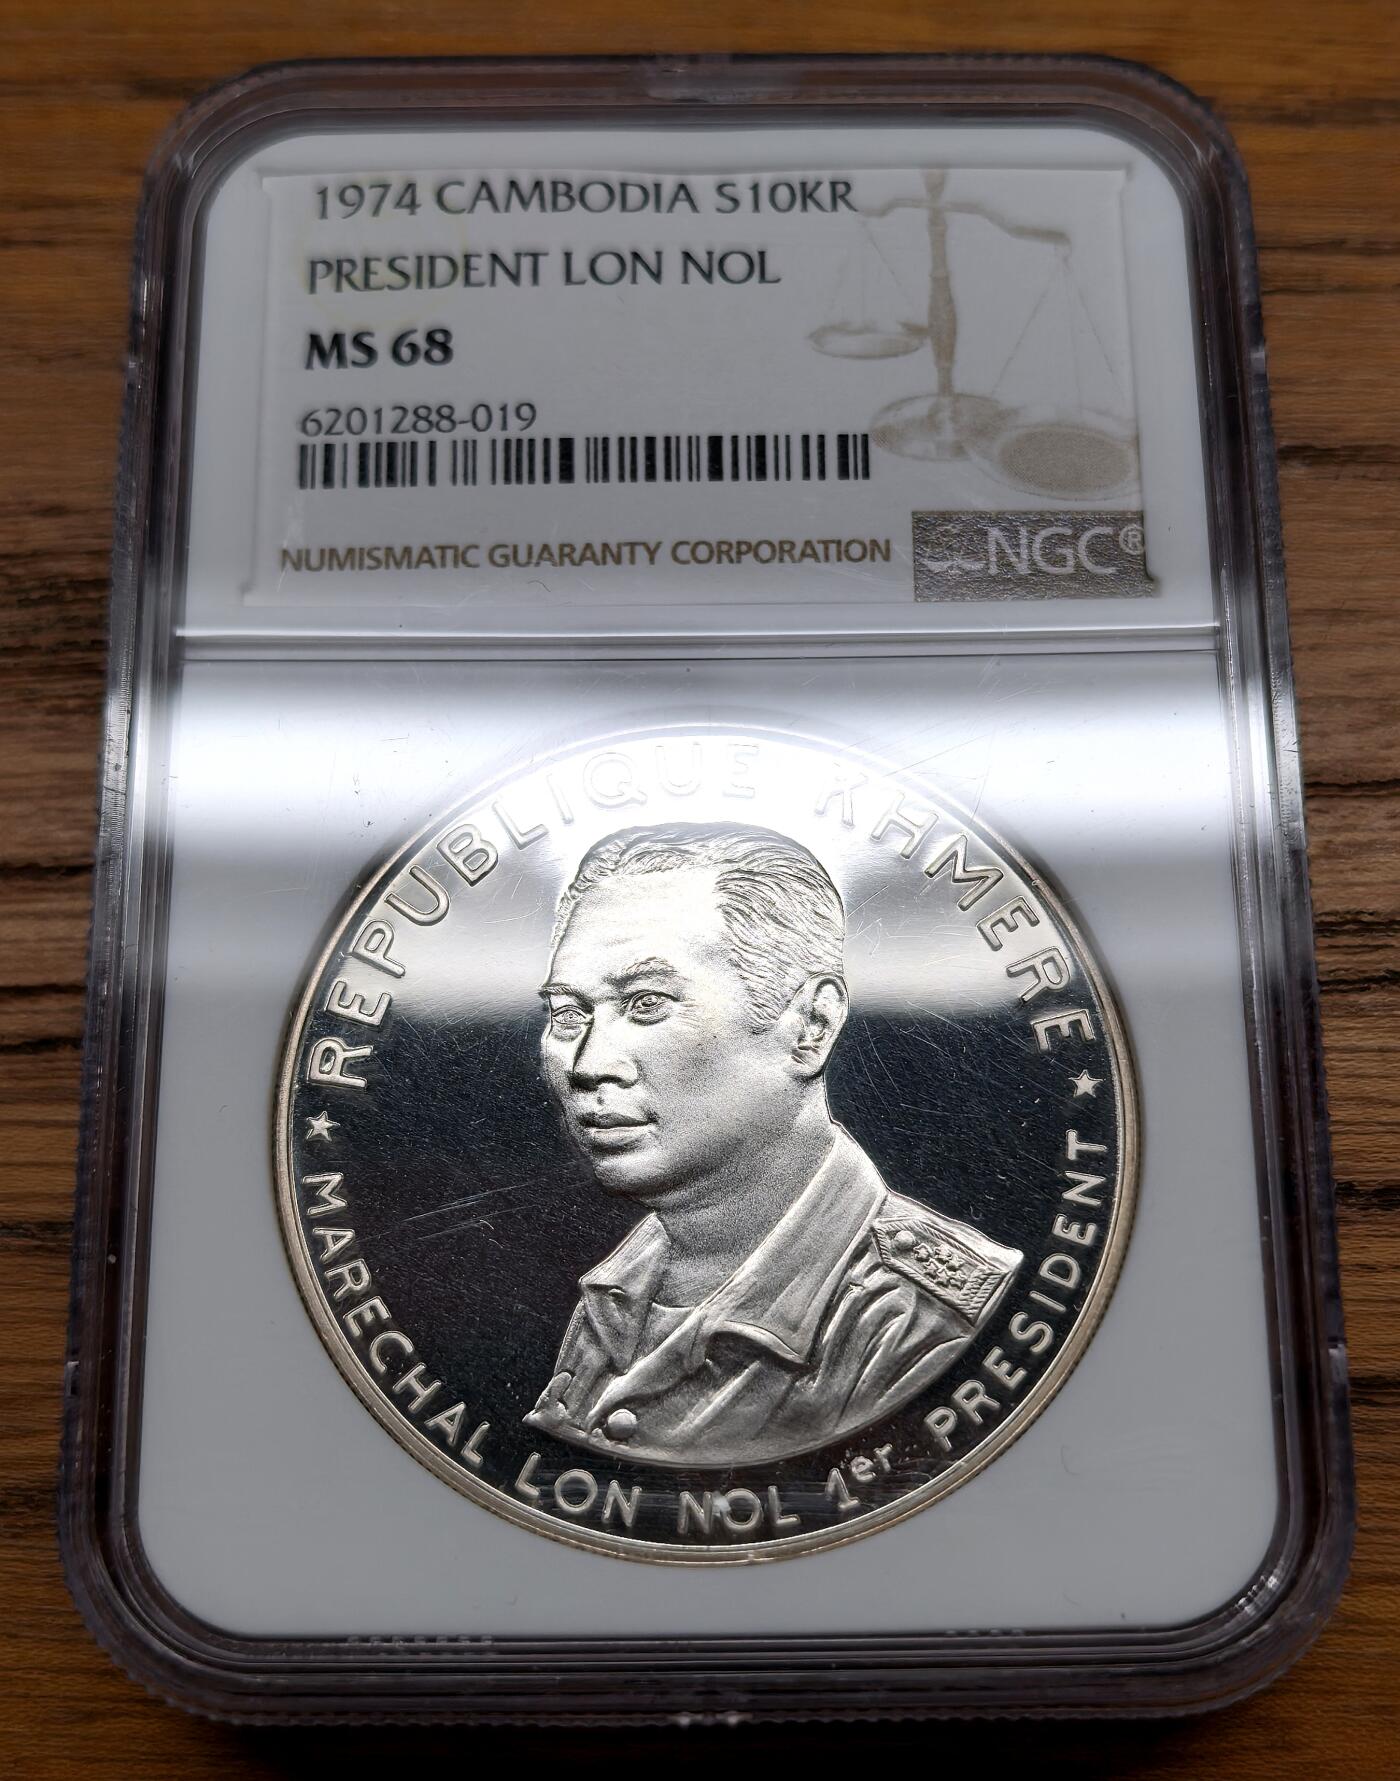 1974 CAMBODIA S10KR
PRESIDENT LON NOL
MS 68
6201288-019
NUMISMATIC GUARANTY CORPORATION
NGC®
REPUBLIQUE KHMERE
MARECHAL LON NOL 1er PRESIDENT